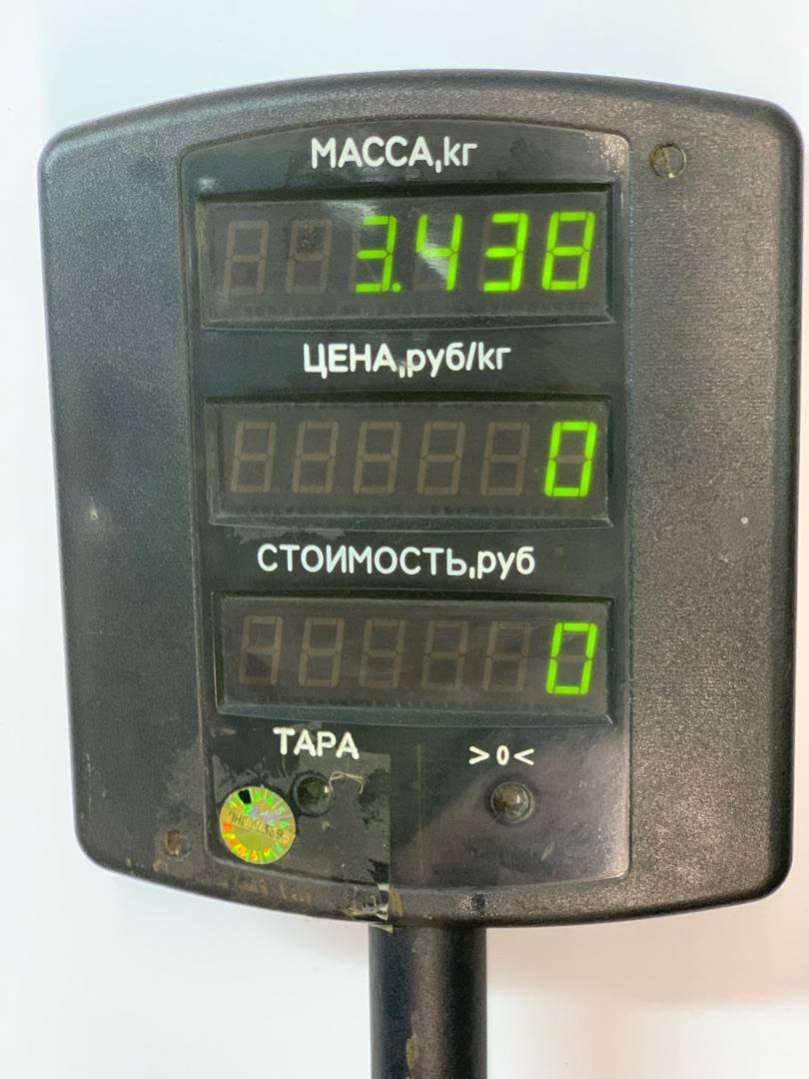 МАССА,кг
3.438
ЦЕНА,руб/кг
0
СТОИМОСТЬ,руб
0
ТАРА >0<